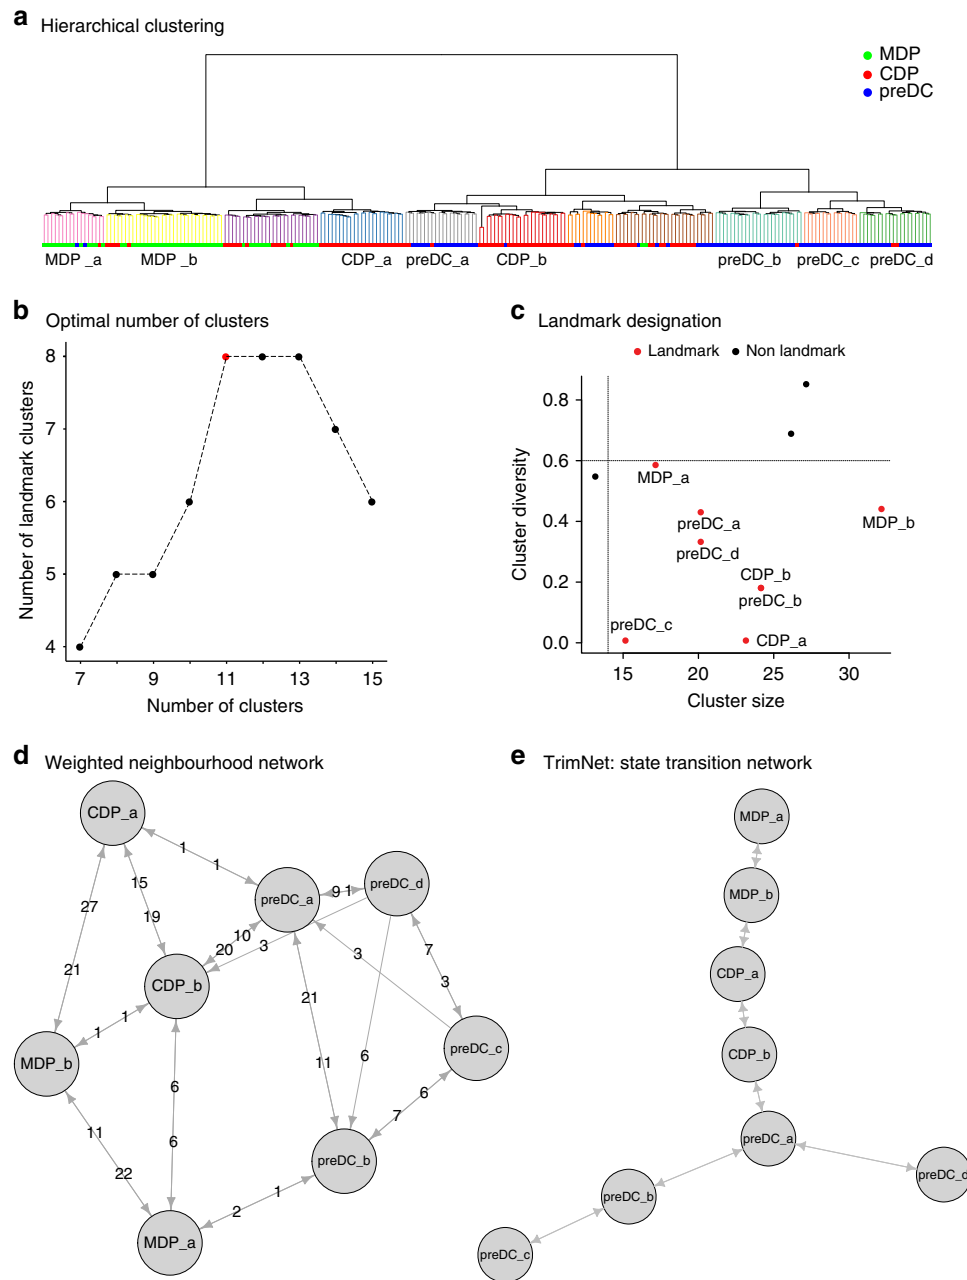 a Hierarchical clustering
MDP
CDP
preDC
MDP _a
MDP _b
CDP_a
preDC_a
CDP_b
preDC_b
preDC_c
preDC_d
b Optimal number of clusters
Number of landmark clusters
8
7
6
5
4
7
9
11
13
15
Number of clusters
c Landmark designation
Landmark
Non landmark
Cluster diversity
0.8
0.6
0.4
0.2
0.0
MDP_a
preDC_a
MDP_b
preDC_d
CDP_b
preDC_b
preDC_c
CDP_a
15
20
25
30
Cluster size
d Weighted neighbourhood network
CDP_a
1
1
preDC_a
9 1
preDC_d
15
27
19
10
20
3
3
7
CDP_b
21
3
21
1
1
preDC_c
MDP_b
11
6
6
6
7
11
6
22
preDC_b
1
2
MDP_a
e TrimNet: state transition network
MDP_a
MDP_b
CDP_a
CDP_b
preDC_a
preDC_d
preDC_b
preDC_c